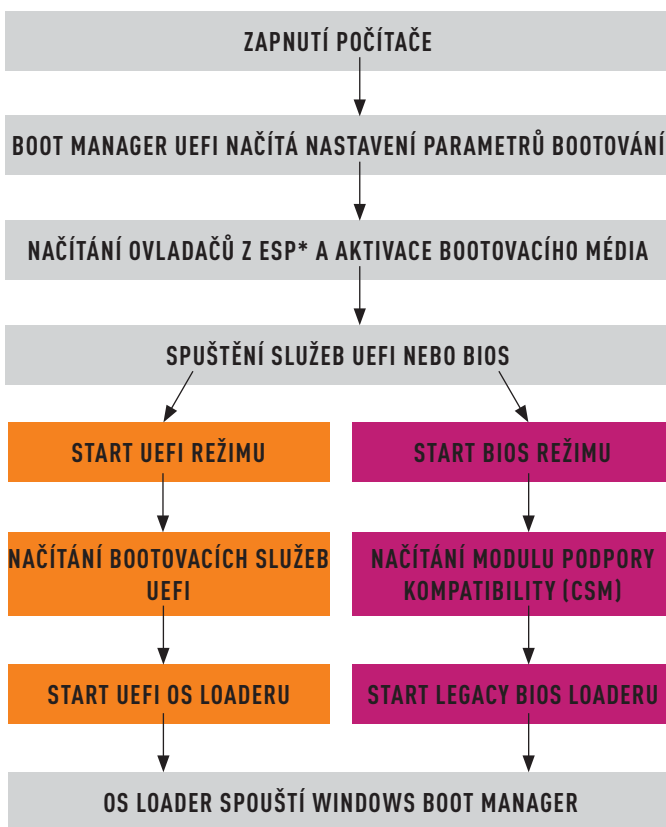 ZAPNUTÍ POČÍTAČE
BOOT MANAGER UEFI NAČÍTÁ NASTAVENÍ PARAMETRŮ BOOTOVÁNÍ
NAČÍTÁNÍ OVLADAČŮ Z ESP* A AKTIVACE BOOTOVACÍHO MÉDIA
SPUŠTĚNÍ SLUŽEB UEFI NEBO BIOS
START UEFI REŽIMU
START BIOS REŽIMU
NAČÍTÁNÍ BOOTOVACÍCH SLUŽEB
UEFI
NAČÍTÁNÍ MODULU PODPORY
KOMPATIBILITY (CSM)
START UEFI OS LOADERU
START LEGACY BIOS LOADERU
OS LOADER SPOUŠTÍ WINDOWS BOOT MANAGER